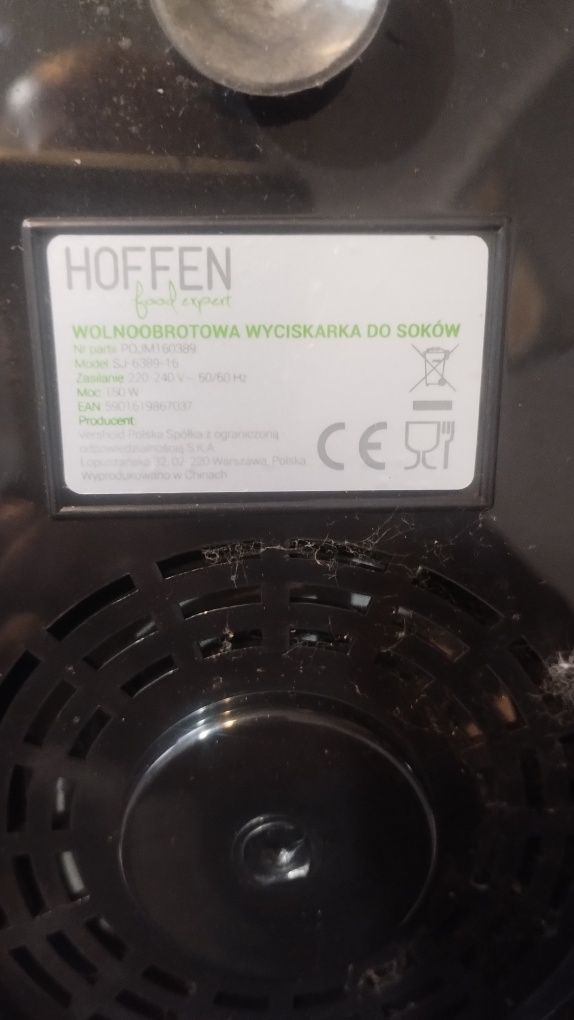 HOFFEN
food expert
WOLNOOBROTOWA WYCISKARKA DO SOKÓW
Nr partii PDJM160389
Model SJ-6389-16
Zasilanie 220-240 V~ 50/60 Hz
Moc 150 W
EAN 5901619867037
Producent
Vershold Polska Spółka z ograniczoną
odpowiedzialnością S.K.A
Łopuszańska 32, 02-220 Warszawa, Polska
Wyprodukowano w Chinach
CE